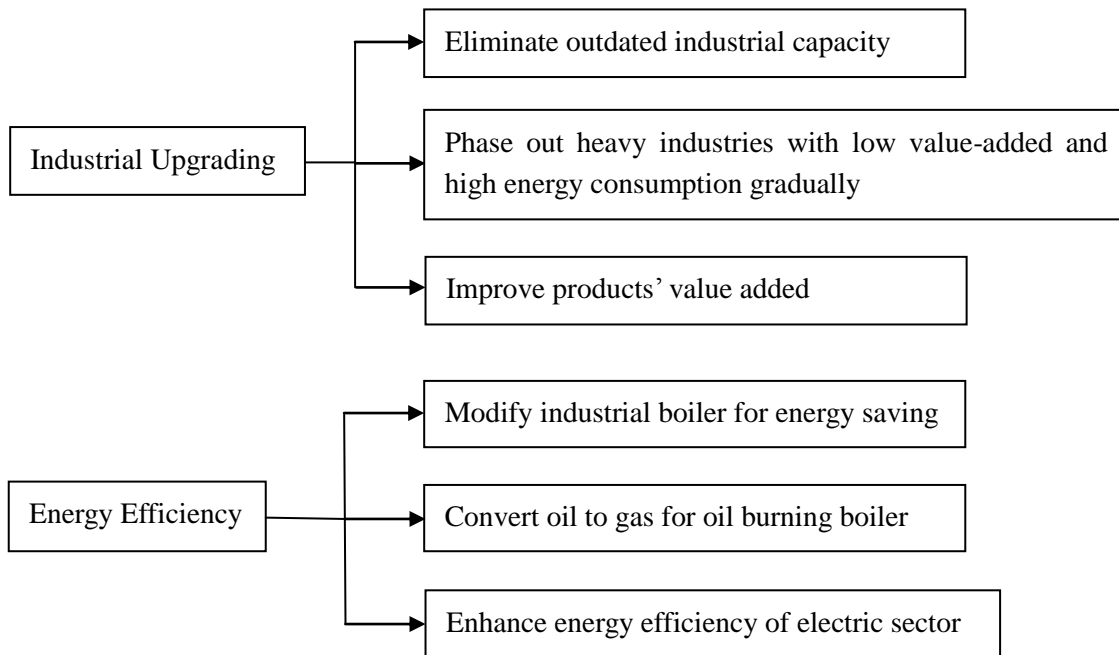 Eliminate outdated industrial capacity
Industrial Upgrading
Phase out heavy industries with low value-added and
high energy consumption gradually
Improve products’ value added
Modify industrial boiler for energy saving
Energy Efficiency
Convert oil to gas for oil burning boiler
Enhance energy efficiency of electric sector